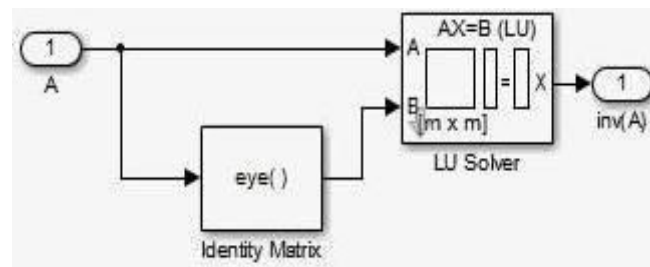 1
A
eye( )
Identity Matrix
AX=B (LU)
A
=
X
B
[m x m]
LU Solver
1
inv(A)